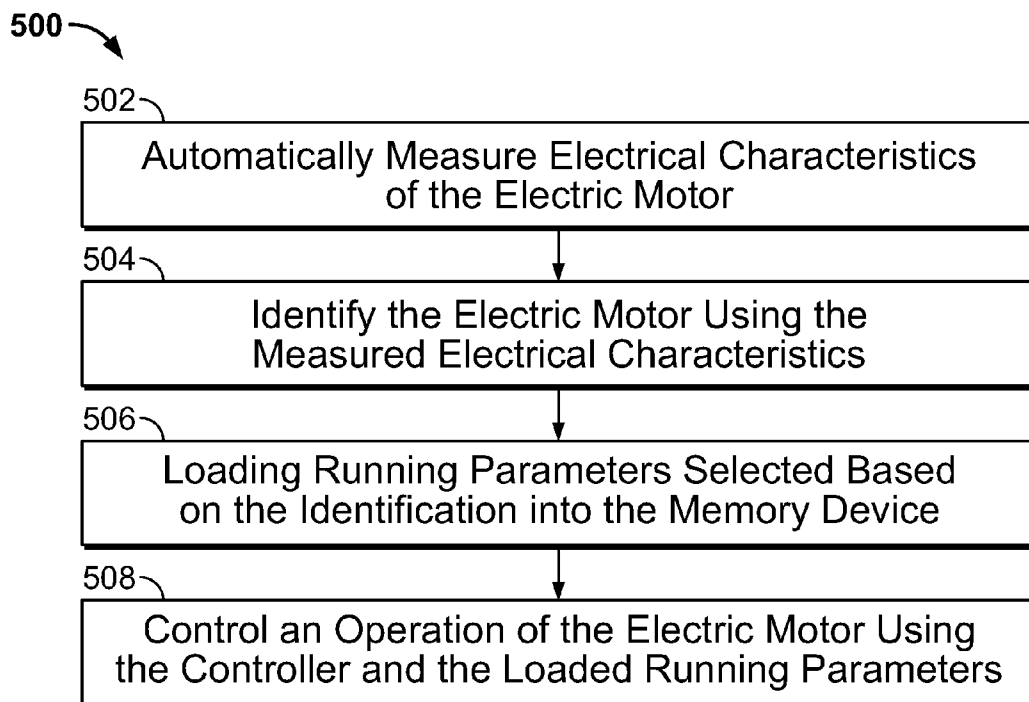 500
502
Automatically Measure Electrical Characteristics
of the Electric Motor
504
Identify the Electric Motor Using the
Measured Electrical Characteristics
506
Loading Running Parameters Selected Based
on the Identification into the Memory Device
508
Control an Operation of the Electric Motor Using
the Controller and the Loaded Running Parameters